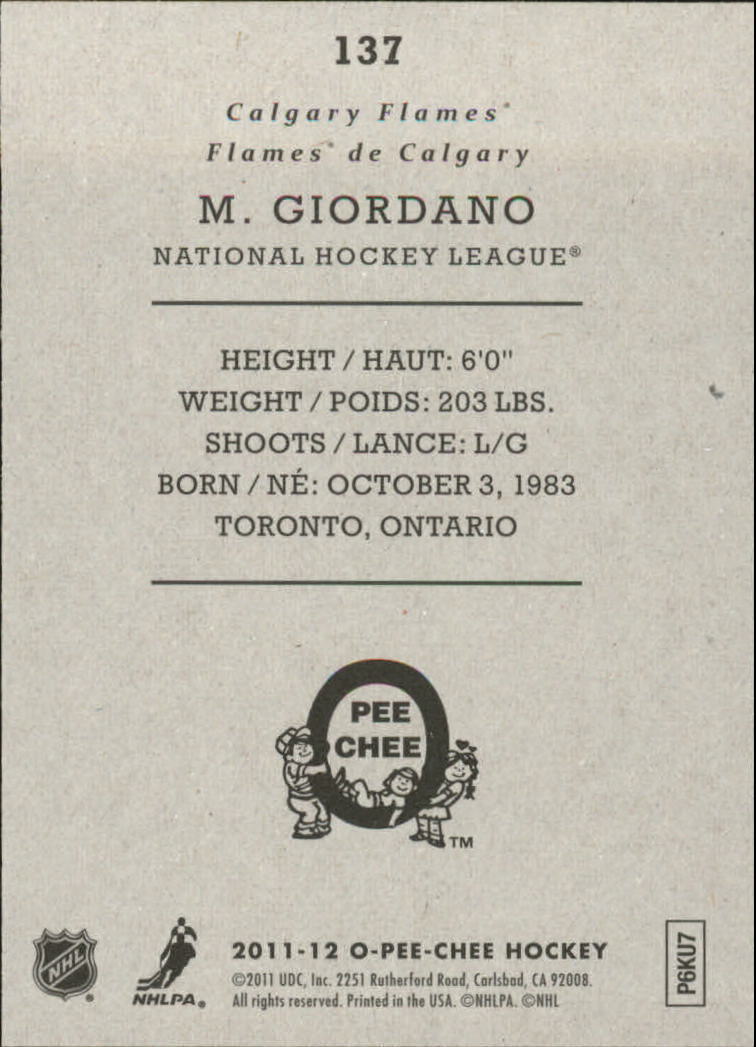 137
Calgary Flames®
Flames® de Calgary
M. GIORDANO
NATIONAL HOCKEY LEAGUE®
HEIGHT / HAUT: 6'0"
WEIGHT / POIDS: 203 LBS.
SHOOTS / LANCE: L/G
BORN / NÉ: OCTOBER 3, 1983
TORONTO, ONTARIO
O
PEE
CHEE
TM
NHL®
NHLPA®
2011-12 O-PEE-CHEE HOCKEY
©2011 UDC, Inc. 2251 Rutherford Road, Carlsbad, CA 92008.
All rights reserved. Printed in the USA. ©NHLPA. ©NHL
P6KU7